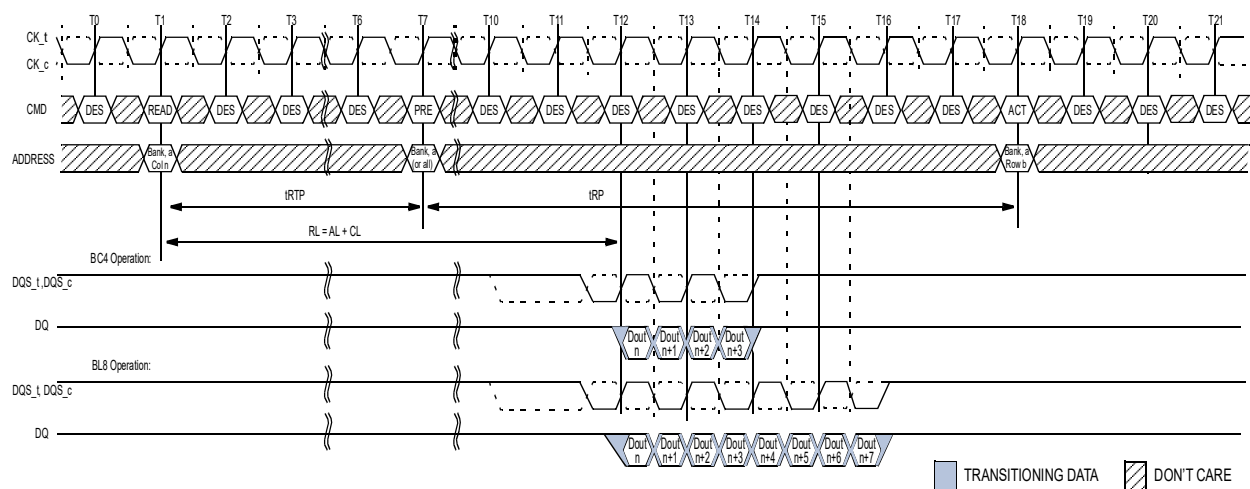 T0 T1 T2 T3 T6 T7 T10 T11 T12 T13 T14 T15 T16 T17 T18 T19 T20 T21
CK_t
CK_c
CMD DES READ DES DES DES PRE DES DES DES DES DES DES DES DES ACT DES DES DES
ADDRESS Bank, a Bank, a Bank, a
Col n (or all) Row b
tRTP tRP
RL = AL + CL
BC4 Operation:
DQS_t, DQS_c
DQ Dout Dout Dout Dout
n n+1 n+2 n+3
BL8 Operation:
DQS_t, DQS_c
DQ Dout Dout Dout Dout Dout Dout Dout Dout
n n+1 n+2 n+3 n+4 n+5 n+6 n+7
TRANSITIONING DATA DON'T CARE